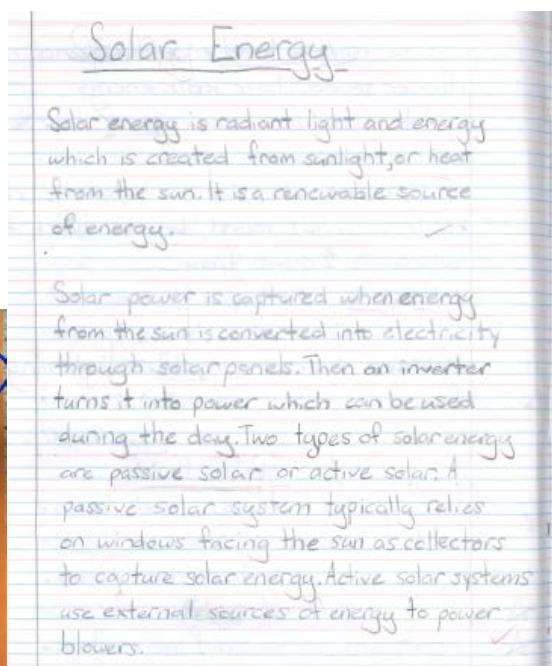 Solar Energy
Solar energy is radiant light and energy
which is created from sunlight, or heat
from the sun. It is a renewable source
of energy.
Solar power is captured when energy
from the sun is converted into electricity
through solar panels. Then an inverter
turns it into power which can be used
during the day. Two types of solar energy
are passive solar or active solar. A
passive solar system typically relies
on windows facing the sun as collectors
to capture solar energy. Active solar systems
use external sources of energy to power
blowers.